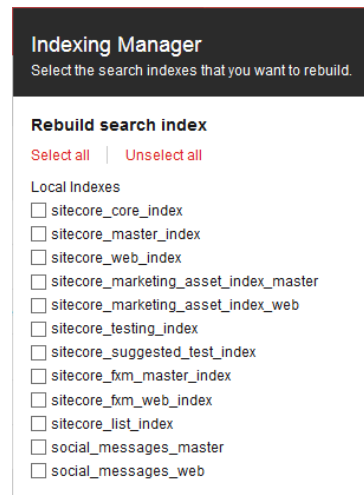 Indexing Manager
Select the search indexes that you want to rebuild.
Rebuild search index
Select all | Unselect all
Local Indexes
sitecore_core_index
sitecore_master_index
sitecore_web_index
sitecore_marketing_asset_index_master
sitecore_marketing_asset_index_web
sitecore_testing_index
sitecore_suggested_test_index
sitecore_fxm_master_index
sitecore_fxm_web_index
sitecore_list_index
social_messages_master
social_messages_web